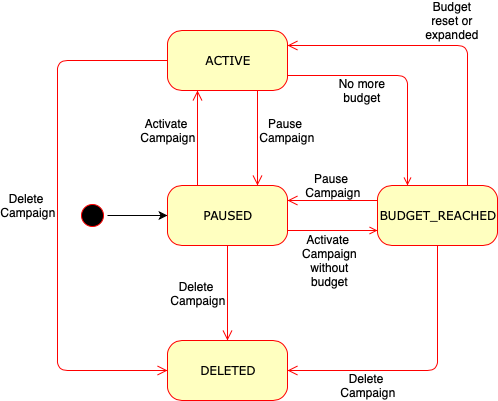 Budget
reset or
expanded
ACTIVE
No more
budget
Activate
Campaign
Pause
Campaign
Delete
Campaign
Pause
Campaign
PAUSED
BUDGET_REACHED
Activate
Campaign
without
budget
Delete
Campaign
DELETED
Delete
Campaign